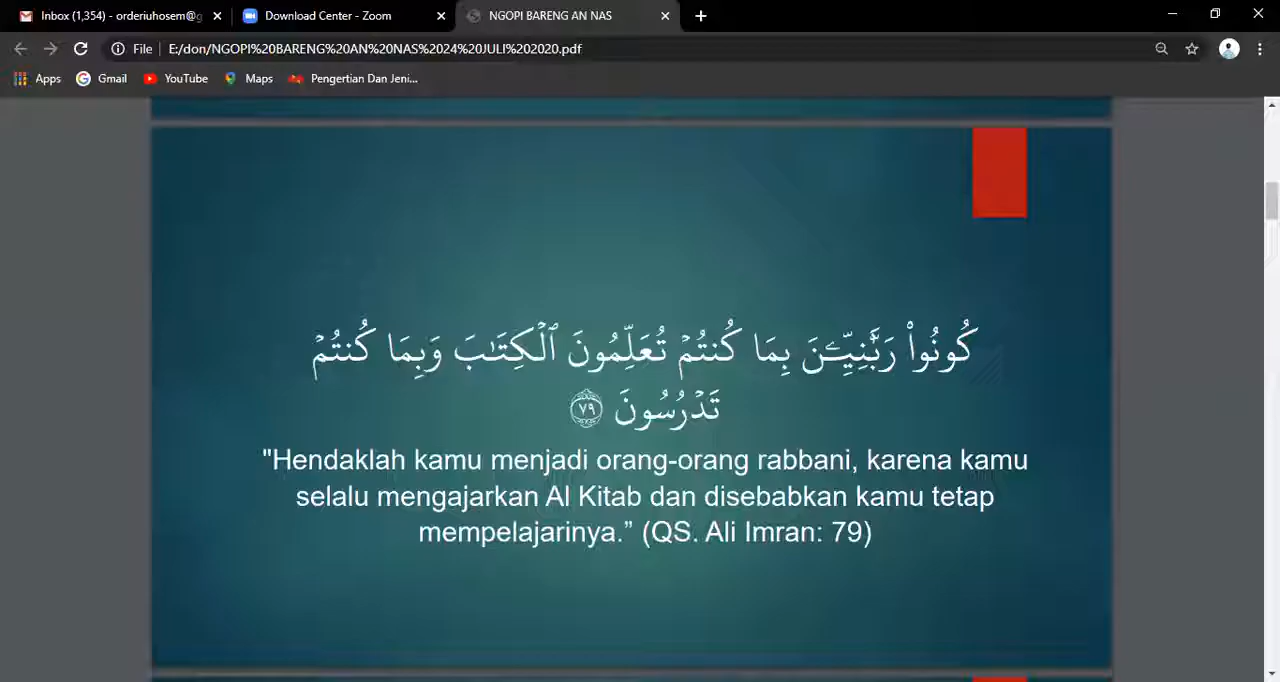 Inbox (1,354) - orderiuhosem@g
Download Center - Zoom
NGOPI BARENG AN NAS
File
E:/don/NGOPI%20BARENG%20AN%20NAS%2024%20JULI%202020.pdf
Apps
Gmail
YouTube
Maps
Pengertian Dan Jeni...
كُونُوا۟ رَبَّـٰنِيِّـۧنَ بِمَا كُنتُمۡ تُعَلِّمُونَ ٱلۡكِتَـٰبَ وَبِمَا كُنتُمۡ
تَدۡرُسُونَ ٧٩
"Hendaklah kamu menjadi orang-orang rabbani, karena kamu
selalu mengajarkan Al Kitab dan disebabkan kamu tetap
mempelajarinya.” (QS. Ali Imran: 79)